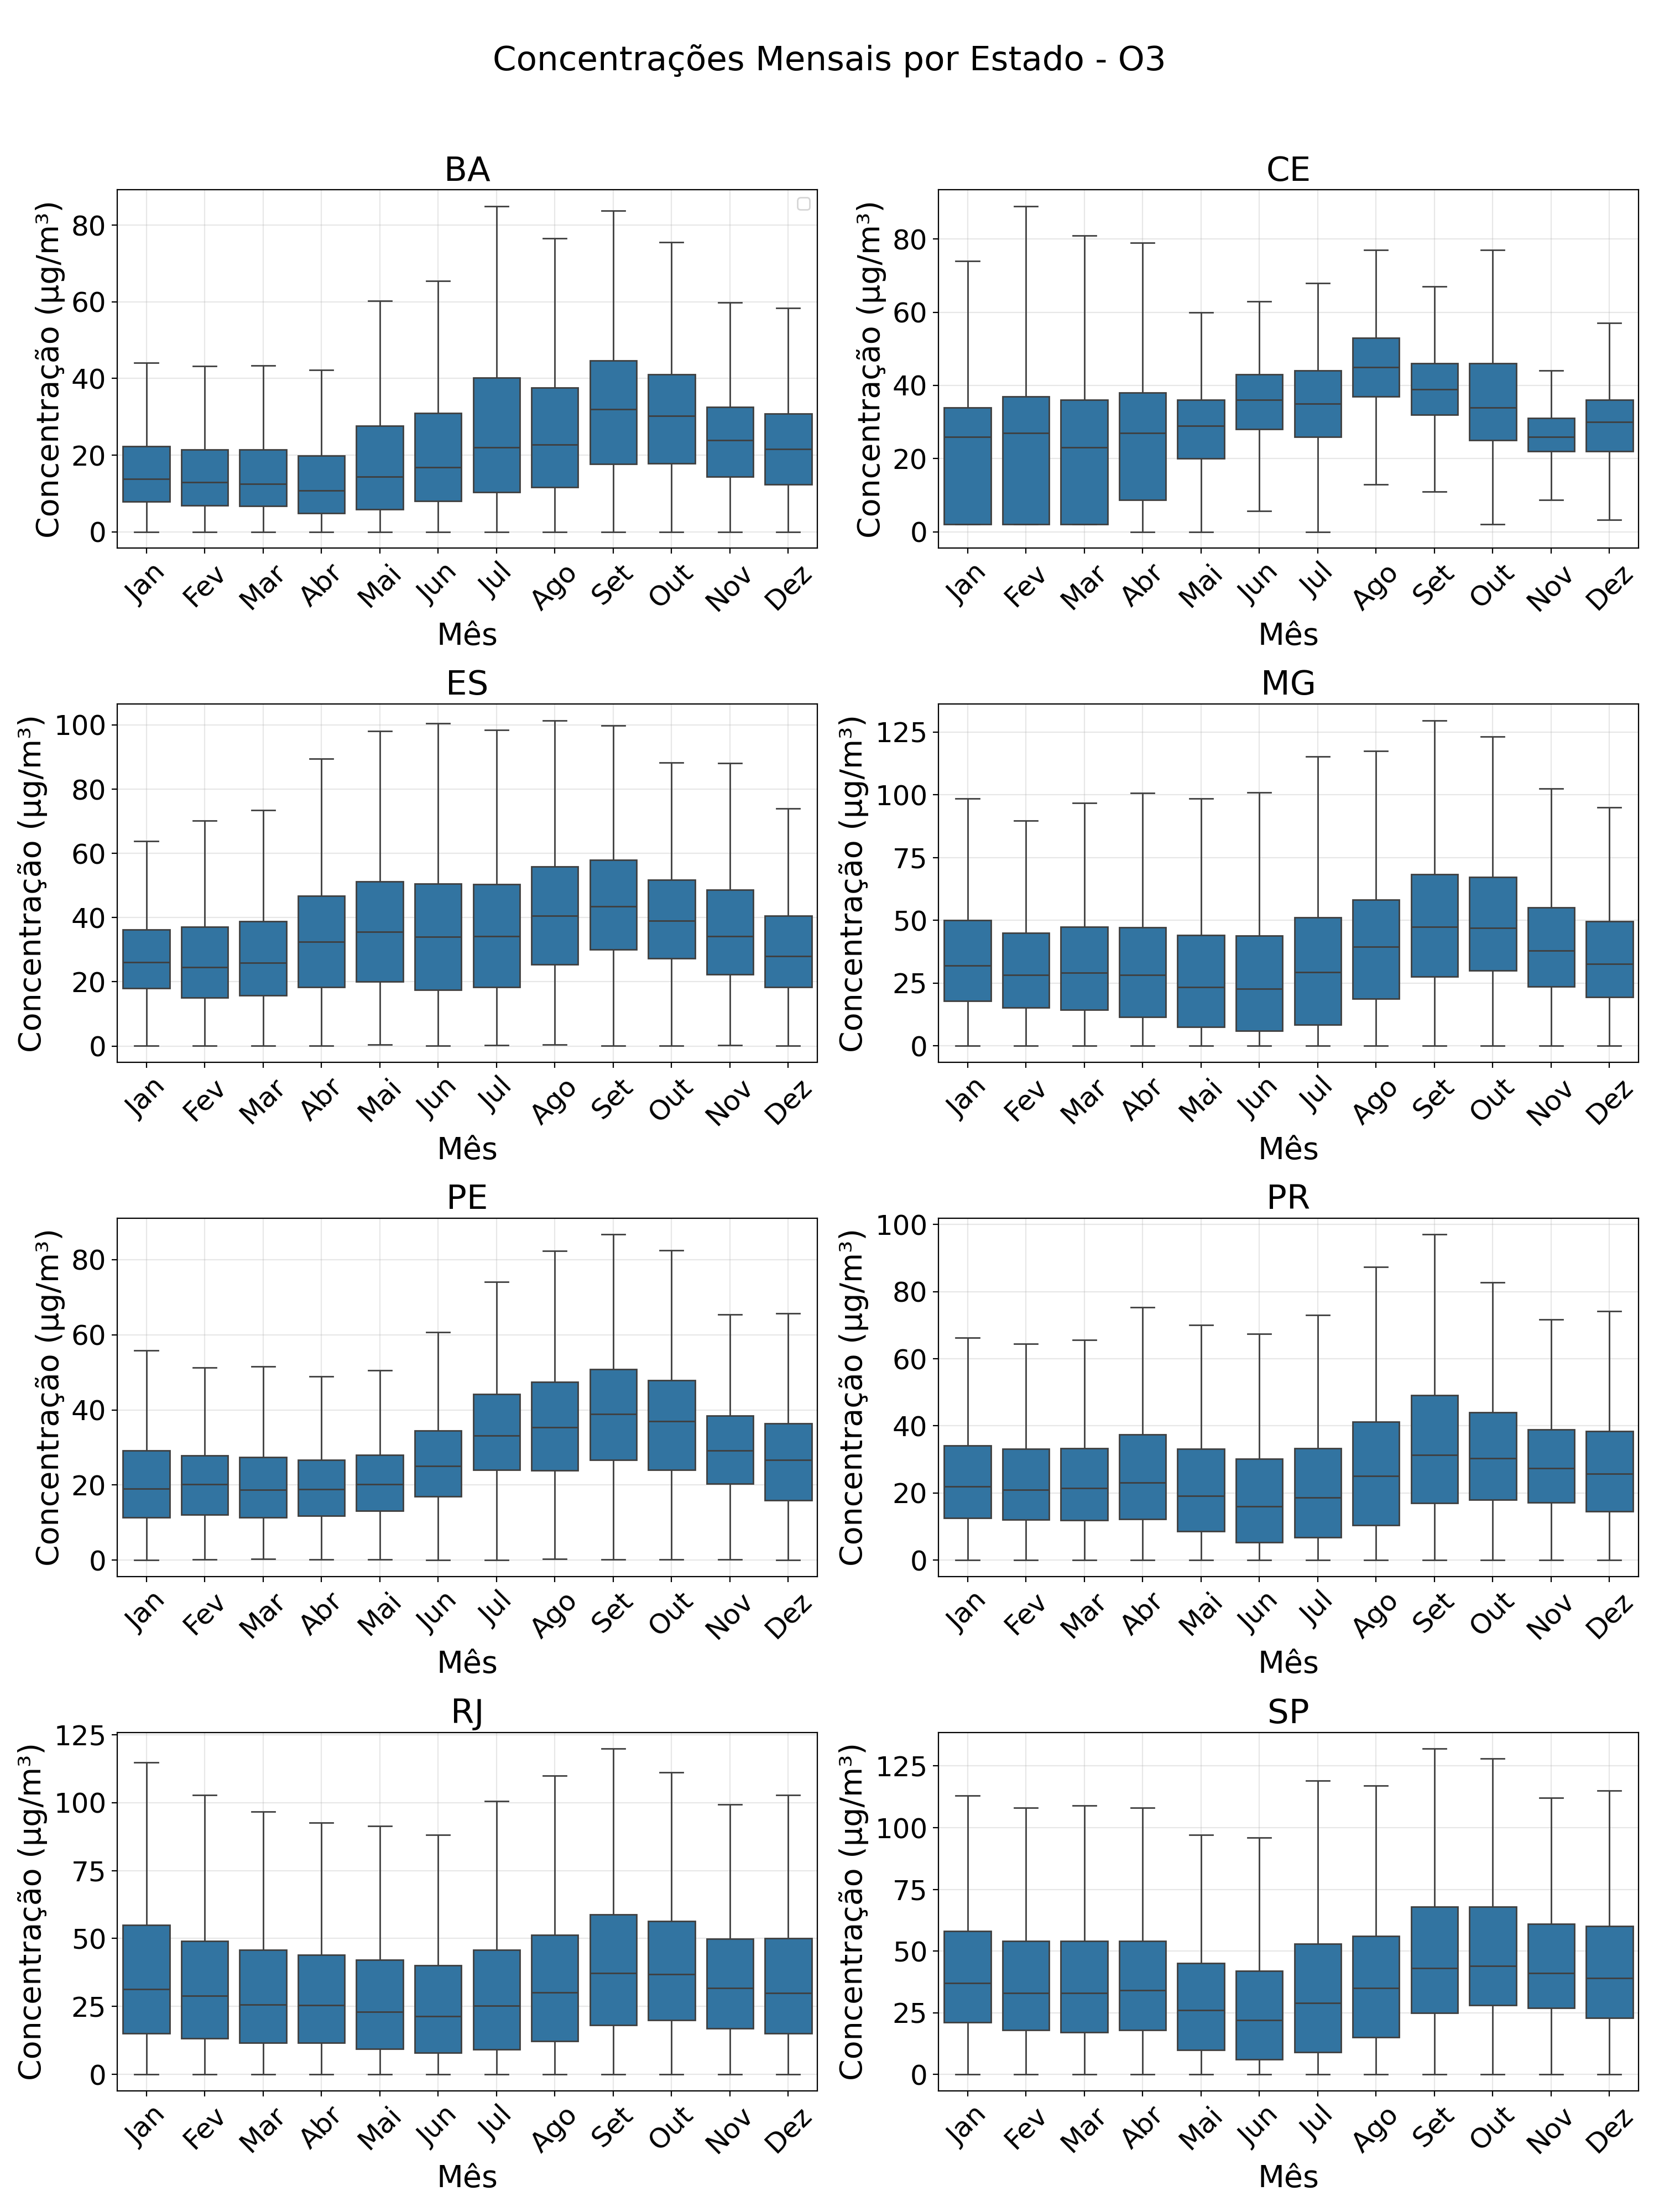 Concentrações Mensais por Estado - O3
BA
Concentração (µg/m³)
80
60
40
20
0
Jan Fev Mar Abr Mai Jun Jul Ago Set Out Nov Dez
Mês
CE
Concentração (µg/m³)
80
60
40
20
0
Jan Fev Mar Abr Mai Jun Jul Ago Set Out Nov Dez
Mês
ES
Concentração (µg/m³)
100
80
60
40
20
0
Jan Fev Mar Abr Mai Jun Jul Ago Set Out Nov Dez
Mês
MG
Concentração (µg/m³)
125
100
75
50
25
0
Jan Fev Mar Abr Mai Jun Jul Ago Set Out Nov Dez
Mês
PE
Concentração (µg/m³)
80
60
40
20
0
Jan Fev Mar Abr Mai Jun Jul Ago Set Out Nov Dez
Mês
PR
Concentração (µg/m³)
100
80
60
40
20
0
Jan Fev Mar Abr Mai Jun Jul Ago Set Out Nov Dez
Mês
RJ
Concentração (µg/m³)
125
100
75
50
25
0
Jan Fev Mar Abr Mai Jun Jul Ago Set Out Nov Dez
Mês
SP
Concentração (µg/m³)
125
100
75
50
25
0
Jan Fev Mar Abr Mai Jun Jul Ago Set Out Nov Dez
Mês